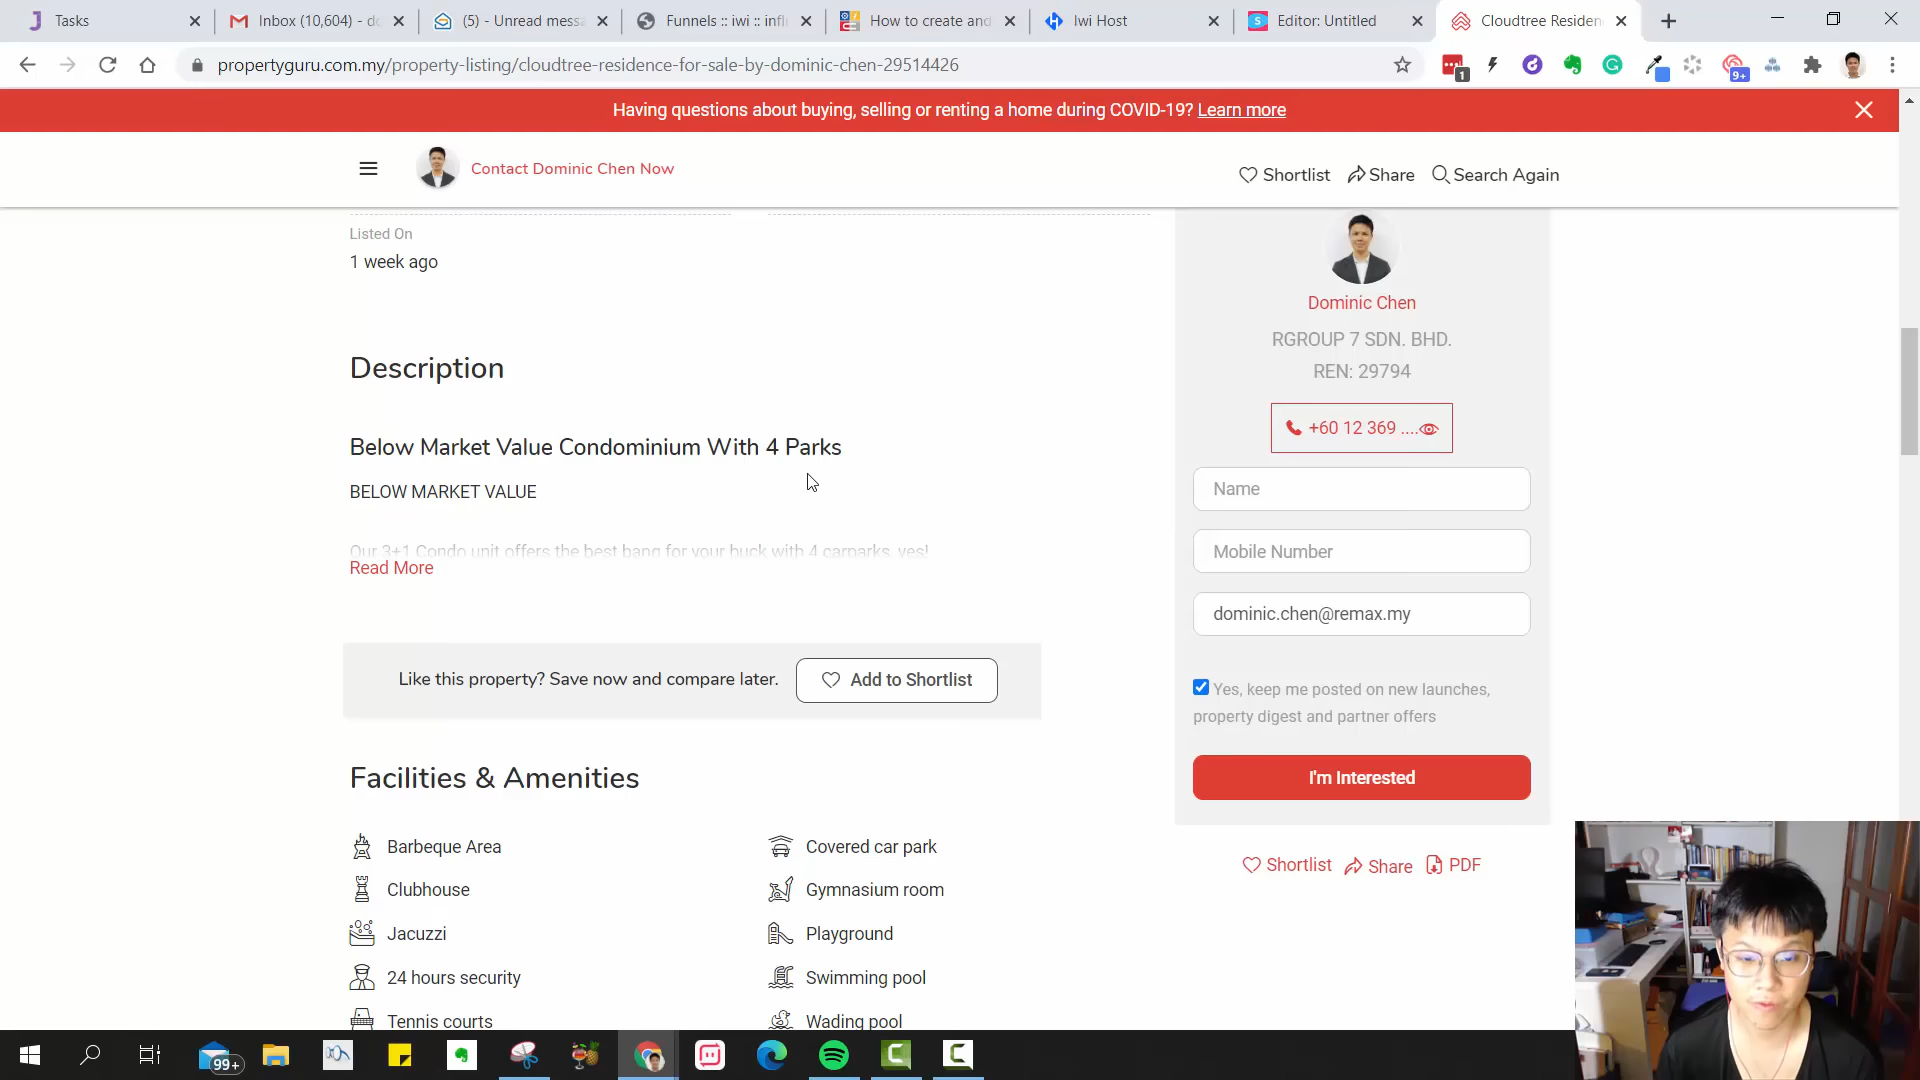 Tasks
Inbox (10,604) - do
(5) - Unread messa
Funnels :: iwi :: infl
How to create and
Iwi Host
Editor: Untitled
Cloudtree Residen
propertyguru.com.my/property-listing/cloudtree-residence-for-sale-by-dominic-chen-29514426
1
9+
Having questions about buying, selling or renting a home during COVID-19? Learn more
Contact Dominic Chen Now
Shortlist
Share
Search Again
Listed On
1 week ago
Description
Below Market Value Condominium With 4 Parks
BELOW MARKET VALUE
Our 3+1 Condo unit offers the best bang for your buck with 4 carparks, yes!
Read More
Like this property? Save now and compare later.
Add to Shortlist
Facilities & Amenities
Barbeque Area
Covered car park
Clubhouse
Gymnasium room
Jacuzzi
Playground
24 hours security
Swimming pool
Tennis courts
Wading pool
Dominic Chen
RGROUP 7 SDN. BHD.
REN: 29794
+60 12 369 ....
Name
Mobile Number
dominic.chen@remax.my
Yes, keep me posted on new launches,
property digest and partner offers
I'm Interested
Shortlist
Share
PDF
99+